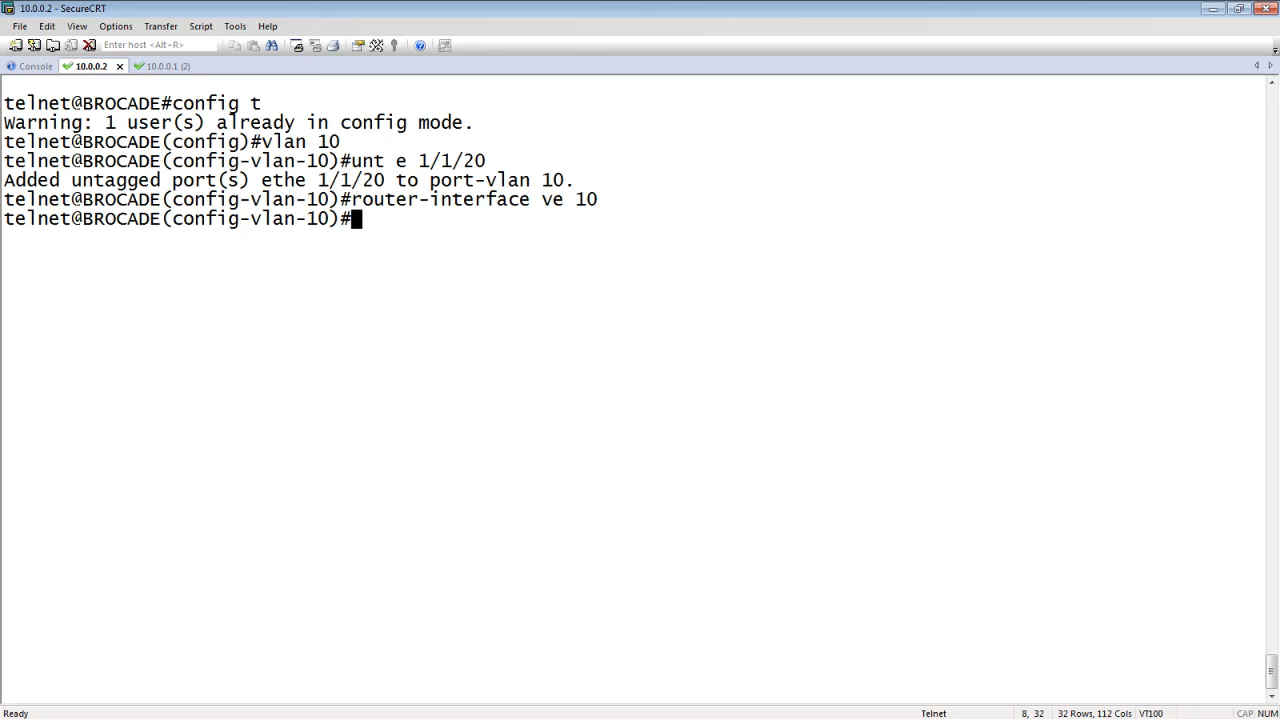 10.0.0.2 - SecureCRT
File Edit View Options Transfer Script Tools Help
Enter host <Alt+R>
Console 10.0.0.2 10.0.0.1 (2)
telnet@BROCADE#config t
Warning: 1 user(s) already in config mode.
telnet@BROCADE(config)#vlan 10
telnet@BROCADE(config-vlan-10)#unt e 1/1/20
Added untagged port(s) ethe 1/1/20 to port-vlan 10.
telnet@BROCADE(config-vlan-10)#router-interface ve 10
telnet@BROCADE(config-vlan-10)#
Ready Telnet 8, 32 32 Rows, 112 Cols VT100 CAP NUM